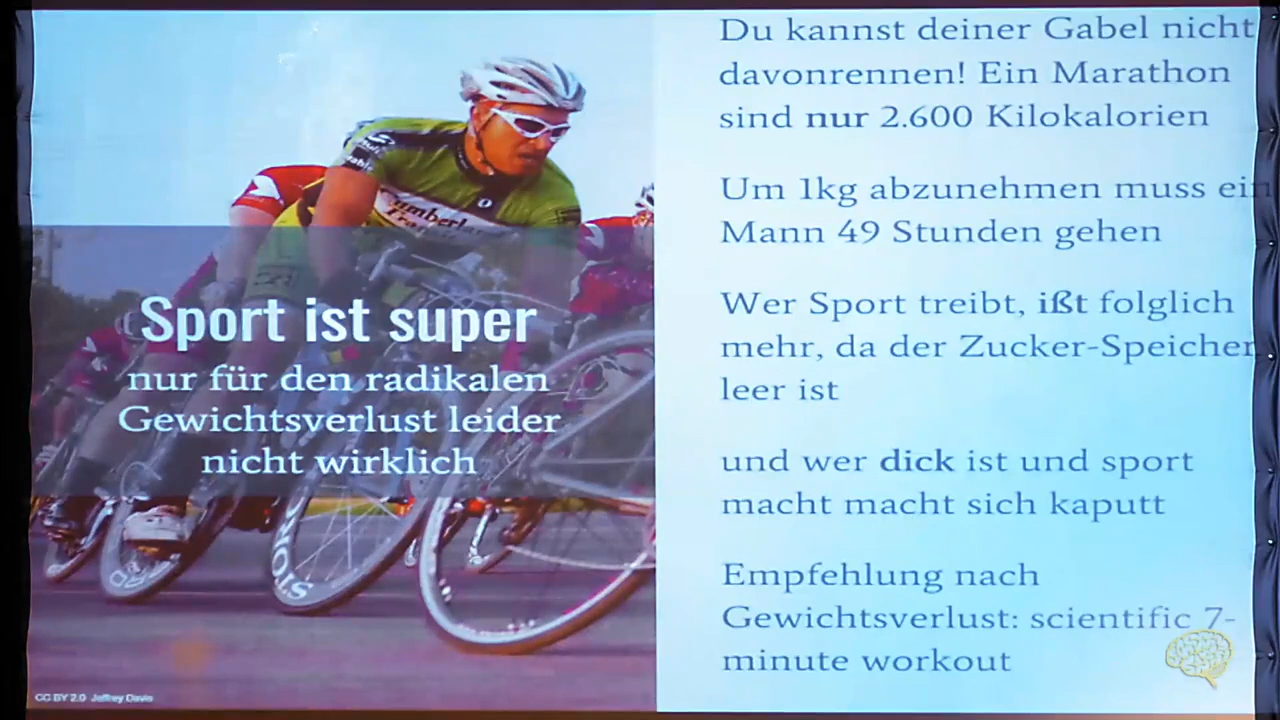 Sport ist super
nur für den radikalen
Gewichtsverlust leider
nicht wirklich
CC BY 2.0 Jeffrey Davis
Du kannst deiner Gabel nicht
davonrennen! Ein Marathon
sind nur 2.600 Kilokalorien
Um 1kg abzunehmen muss ein
Mann 49 Stunden gehen
Wer Sport treibt, ißt folglich
mehr, da der Zucker-Speicher
leer ist
und wer dick ist und sport
macht macht sich kaputt
Empfehlung nach
Gewichtsverlust: scientific 7-
minute workout